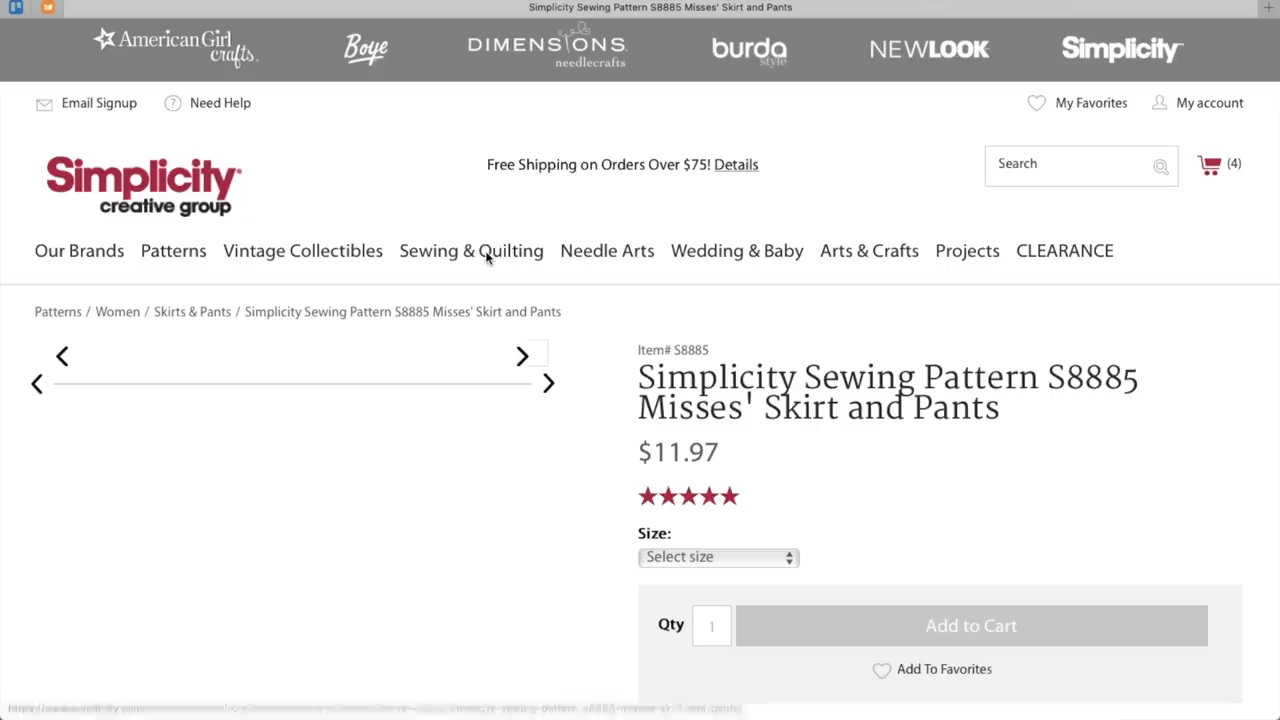 Simplicity Sewing Pattern S8885 Misses' Skirt and Pants
American Girl crafts
Boye
DIMENSIONS needlecrafts
burda style
NEWLOOK
Simplicity
Email Signup
Need Help
My Favorites
My account
Simplicity creative group
Free Shipping on Orders Over $75! Details
Search
(4)
Our Brands
Patterns
Vintage Collectibles
Sewing & Quilting
Needle Arts
Wedding & Baby
Arts & Crafts
Projects
CLEARANCE
Patterns / Women / Skirts & Pants / Simplicity Sewing Pattern S8885 Misses' Skirt and Pants
Item# S8885
Simplicity Sewing Pattern S8885
Misses' Skirt and Pants
$11.97
Size:
Select size
Qty
1
Add to Cart
Add To Favorites